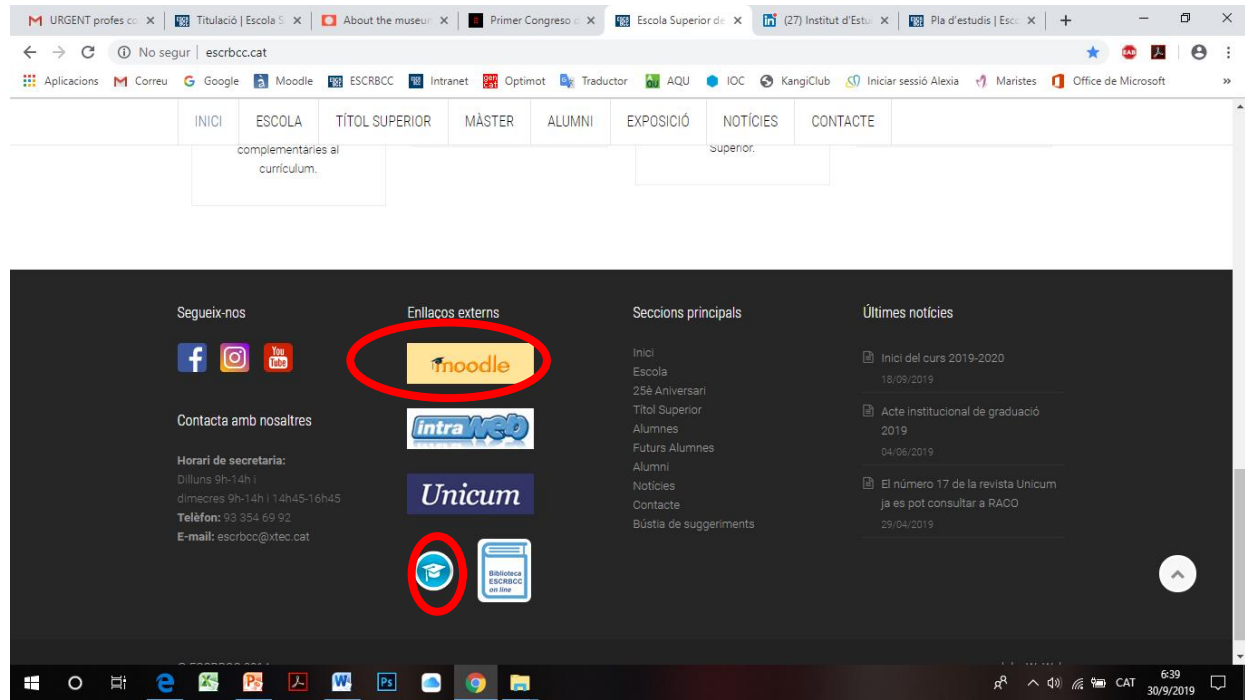 URGENT profes co
Titulació | Escola S
About the museum
Primer Congreso d
Escola Superior de
(27) Institut d'Estu
Pla d'estudis | Esco
No segur | escrbcc.cat
Aplicacions
Correu
Google
Moodle
ESCRBCC
Intranet
Optimot
Traductor
AQU
IOC
KangiClub
Iniciar sessió Alexia
Maristes
Office de Microsoft
»
INICI
ESCOLA
TÍTOL SUPERIOR
MÀSTER
ALUMNI
EXPOSICIÓ
NOTÍCIES
CONTACTE
complementàries al
currículum.
Superior.
Segueix-nos
You
Tube
Contacta amb nosaltres
Horari de secretaria:
Dilluns 9h-14h i
dimecres 9h-14h i 14h45-16h45
Telèfon: 93 354 69 92
E-mail: escrbcc@xtec.cat
Enllaços externs
moodle
intraWeb
Unicum
Biblioteca
ESCRBCC
on line
Seccions principals
Inici
Escola
25è Aniversari
Títol Superior
Alumnes
Futurs Alumnes
Alumni
Notícies
Contacte
Bústia de suggeriments
Últimes notícies
Inici del curs 2019-2020
18/09/2019
Acte institucional de graduació
2019
04/06/2019
El número 17 de la revista Unicum
ja es pot consultar a RACO
29/04/2019
CAT
6:39
30/9/2019